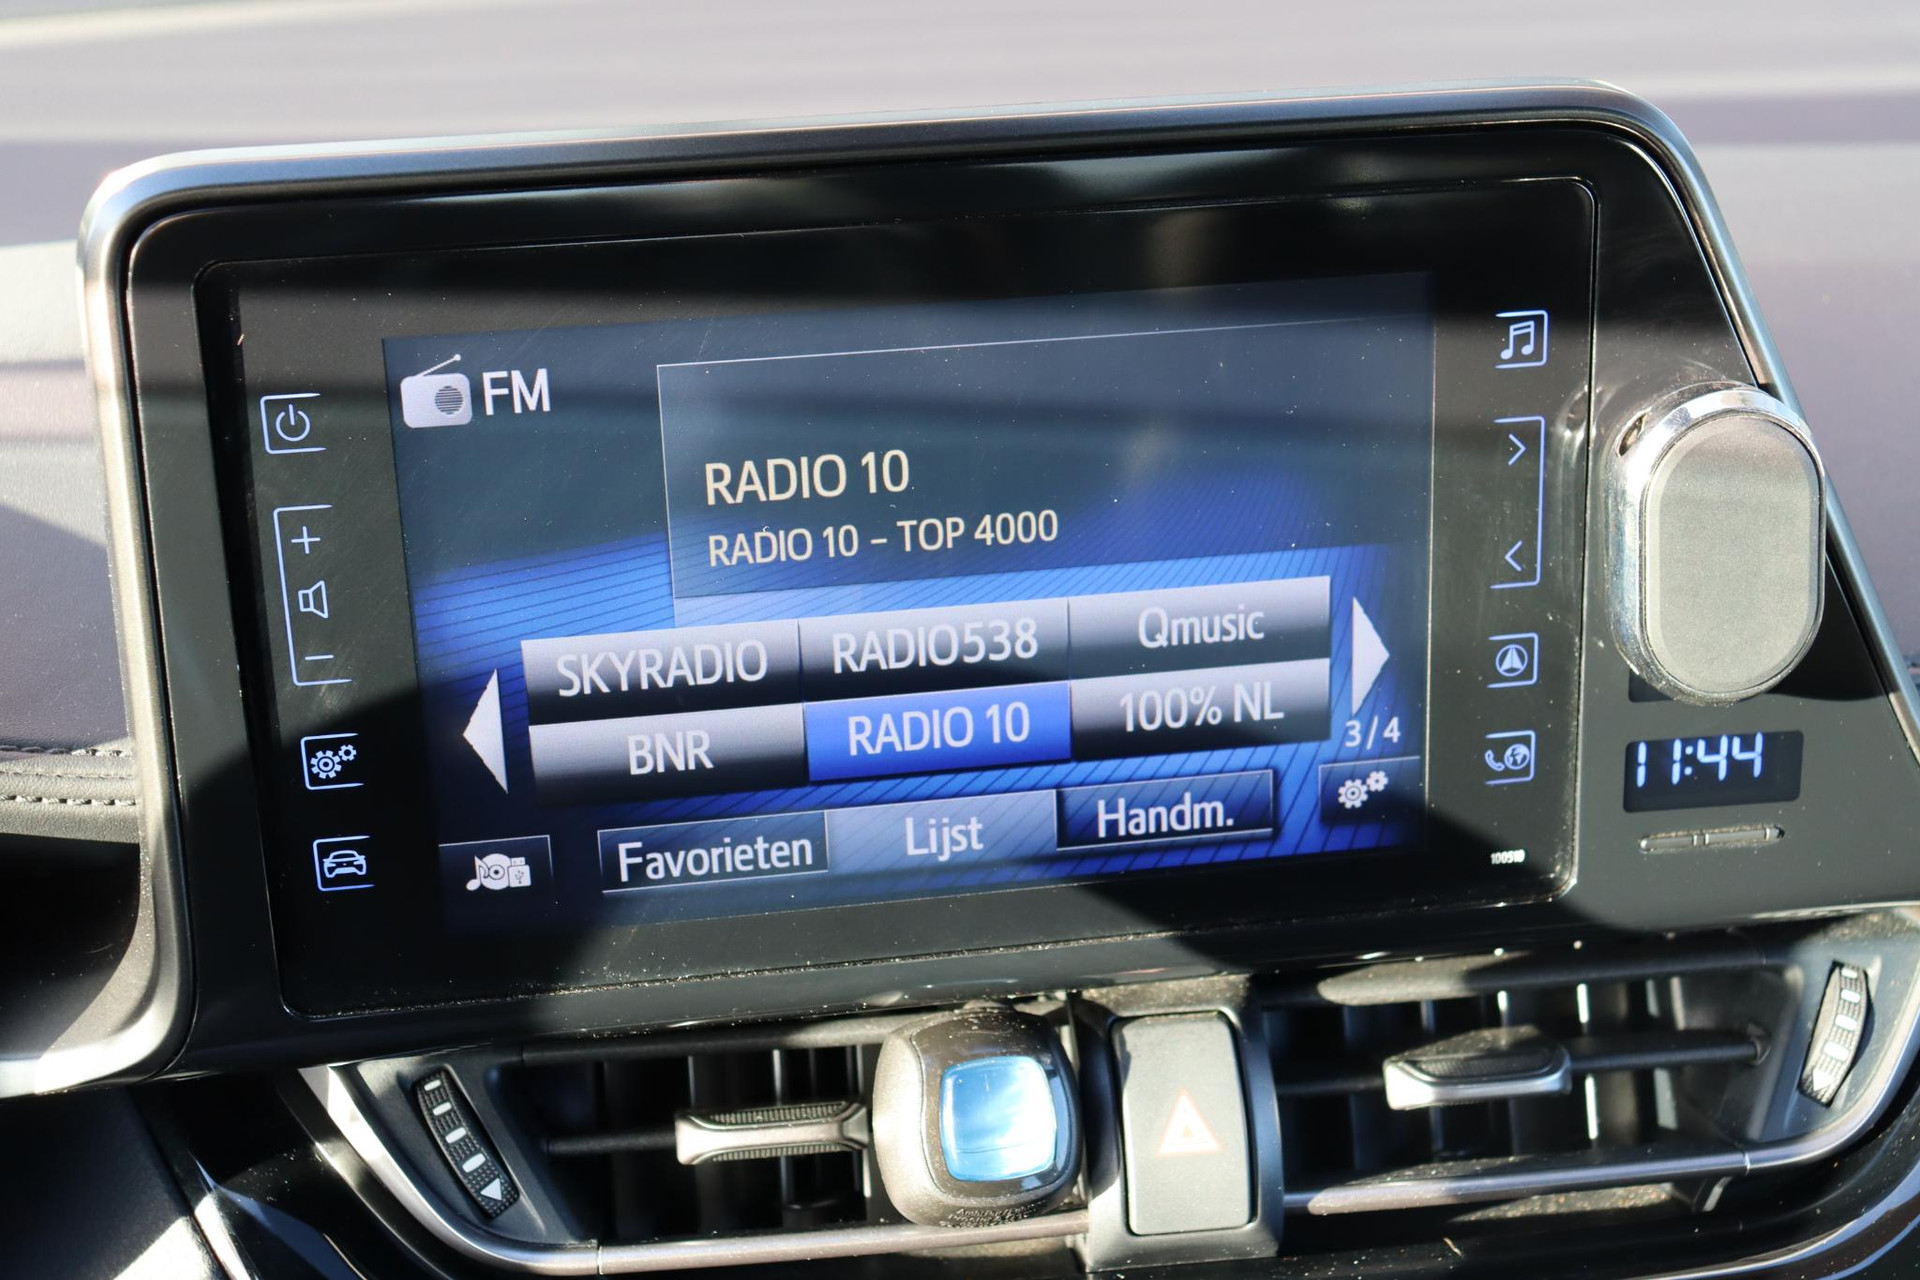 FM
RADIO 10
RADIO 10 - TOP 4000
SKYRADIO RADIO538 Qmusic
BNR RADIO 10 100% NL
3/4
Favorieten Lijst Handm.
11:44
100510